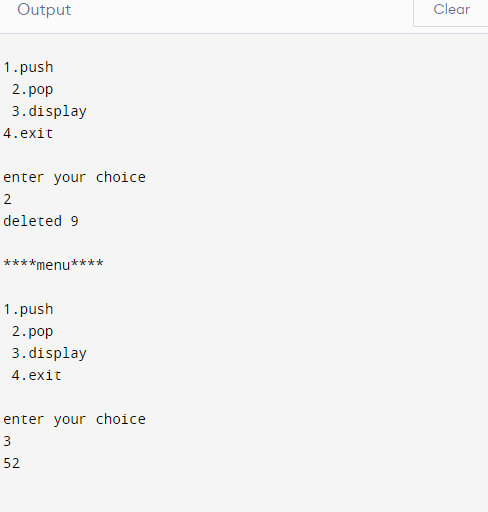 Output
Clear
1.push
2.pop
3.display
4.exit
enter your choice
2
deleted 9
****menu****
1.push
2.pop
3.display
4.exit
enter your choice
3
52